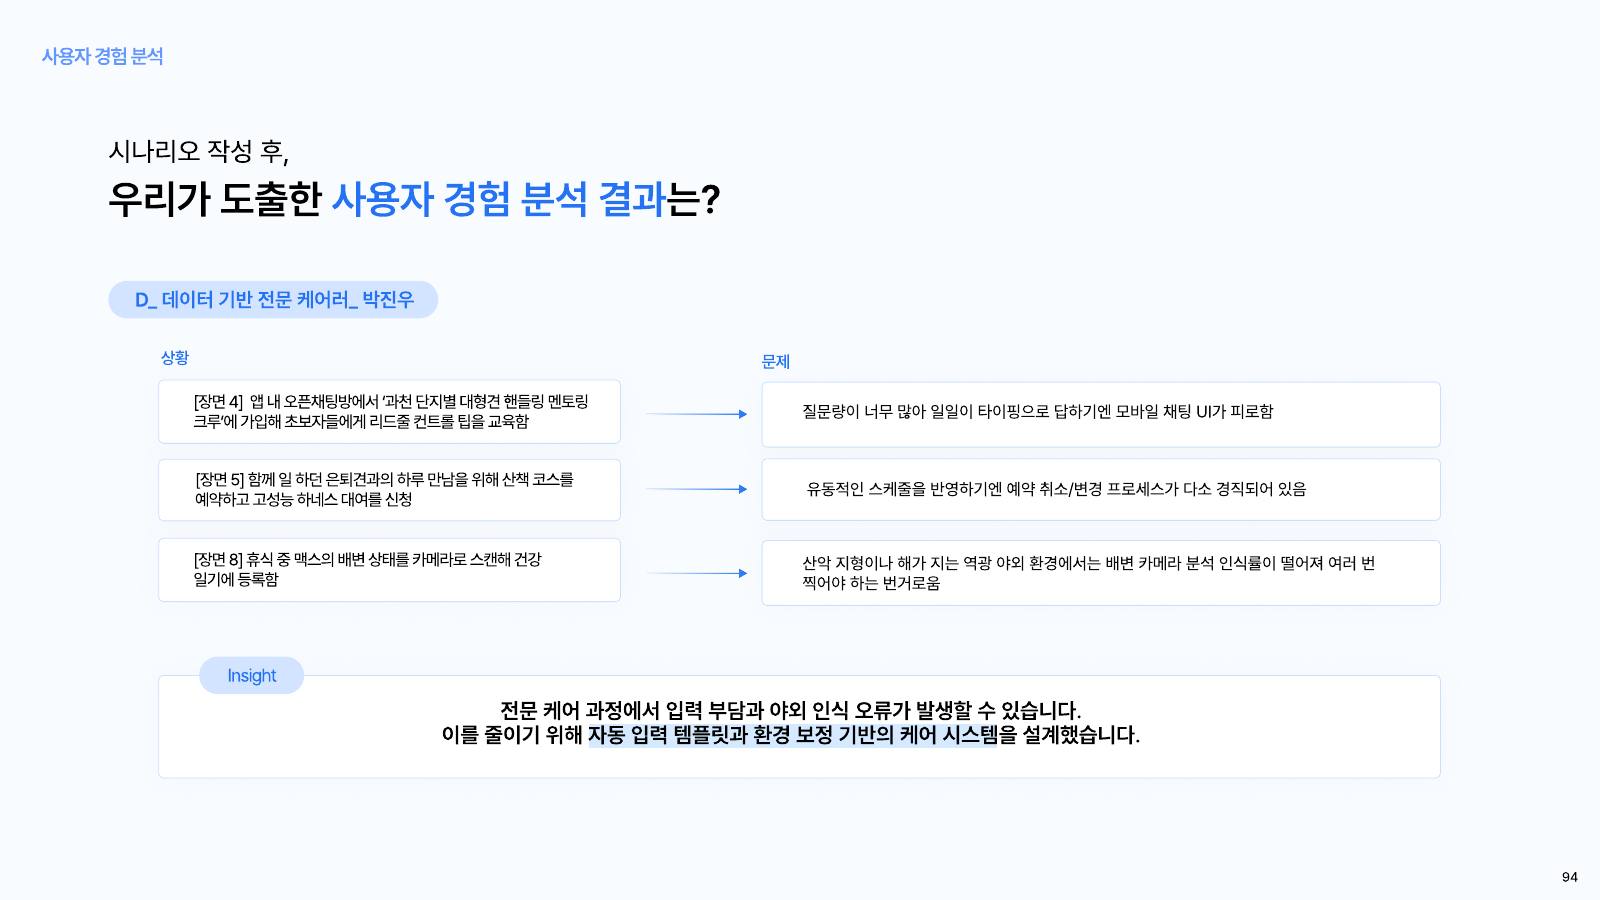 사용자 경험 분석
시나리오 작성 후,
우리가 도출한 사용자 경험 분석 결과는?
D_ 데이터 기반 전문 케어러_ 박진우
상황
문제
[장면 4]  앱 내 오픈채팅방에서 ‘과천 단지별 대형견 핸들링 멘토링
크루’에 가입해 초보자들에게 리드줄 컨트롤 팁을 교육함
질문량이 너무 많아 일일이 타이핑으로 답하기엔 모바일 채팅 UI가 피로함
[장면 5] 함께 일 하던 은퇴견과의 하루 만남을 위해 산책 코스를
예약하고 고성능 하네스 대여를 신청
유동적인 스케줄을 반영하기엔 예약 취소/변경 프로세스가 다소 경직되어 있음
[장면 8] 휴식 중 맥스의 배변 상태를 카메라로 스캔해 건강
일기에 등록함
산악 지형이나 해가 지는 역광 야외 환경에서는 배변 카메라 분석 인식률이 떨어져 여러 번
찍어야 하는 번거로움
Insight
전문 케어 과정에서 입력 부담과 야외 인식 오류가 발생할 수 있습니다.
이를 줄이기 위해 자동 입력 템플릿과 환경 보정 기반의 케어 시스템을 설계했습니다.
94